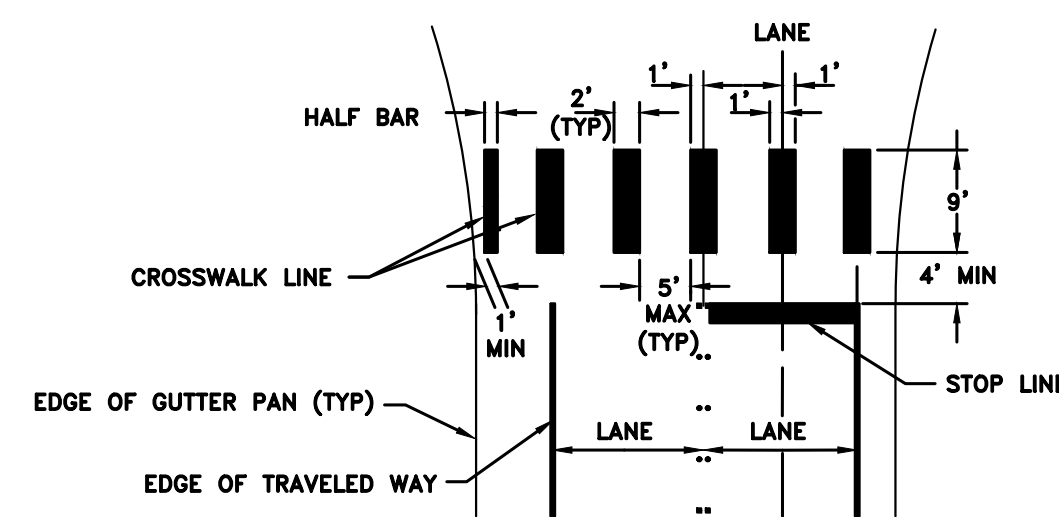 LANE
1' 1'
2' 1'
HALF BAR (TYP)
9'
CROSSWALK LINE 5' 4' MIN
1' MAX
MIN (TYP)
STOP LINE
EDGE OF GUTTER PAN (TYP)
LANE LANE
EDGE OF TRAVELED WAY